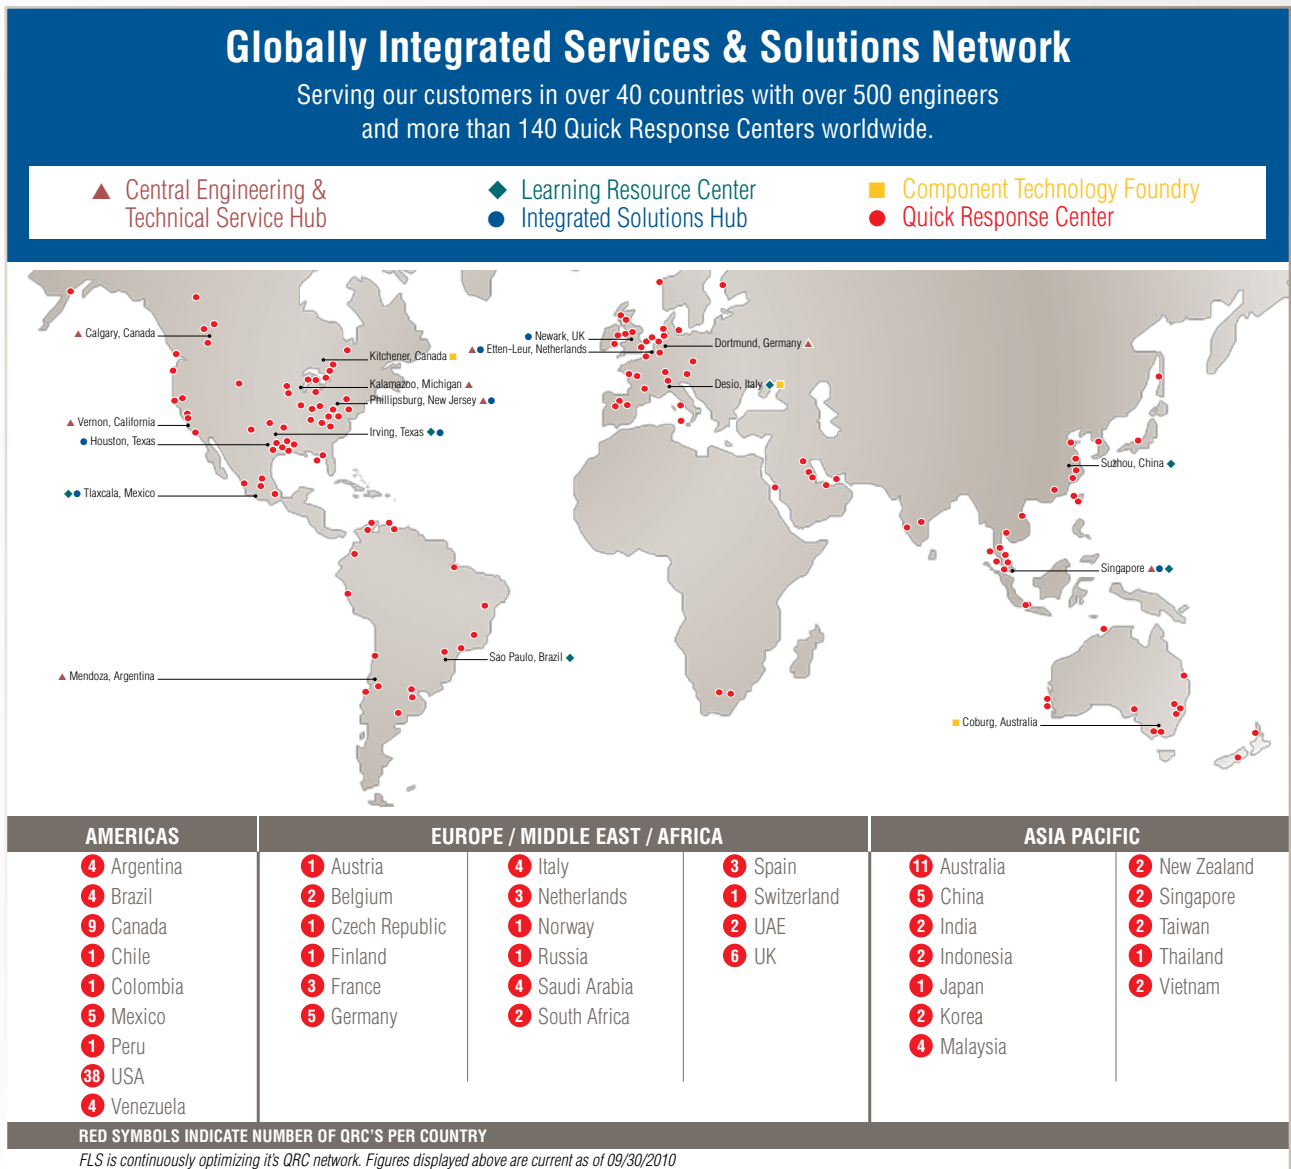 Globally Integrated Services & Solutions Network
Serving our customers in over 40 countries with over 500 engineers
and more than 140 Quick Response Centers worldwide.
Central Engineering &
Technical Service Hub
Learning Resource Center
Integrated Solutions Hub
Component Technology Foundry
Quick Response Center
Calgary, Canada
Kitchener, Canada
Kalamazoo, Michigan
Phillipsburg, New Jersey
Vernon, California
Houston, Texas
Irving, Texas
Tlaxcala, Mexico
Mendoza, Argentina
Sao Paulo, Brazil
Newark, UK
Etten-Leur, Netherlands
Dortmund, Germany
Desio, Italy
Suzhou, China
Singapore
Coburg, Australia
AMERICAS
4 Argentina
4 Brazil
9 Canada
1 Chile
1 Colombia
5 Mexico
1 Peru
38 USA
4 Venezuela
EUROPE / MIDDLE EAST / AFRICA
1 Austria
2 Belgium
1 Czech Republic
1 Finland
3 France
5 Germany
4 Italy
3 Netherlands
1 Norway
1 Russia
4 Saudi Arabia
2 South Africa
3 Spain
1 Switzerland
2 UAE
6 UK
ASIA PACIFIC
11 Australia
5 China
2 India
2 Indonesia
1 Japan
2 Korea
4 Malaysia
2 New Zealand
2 Singapore
2 Taiwan
1 Thailand
2 Vietnam
RED SYMBOLS INDICATE NUMBER OF QRC'S PER COUNTRY
FLS is continuously optimizing it's QRC network. Figures displayed above are current as of 09/30/2010